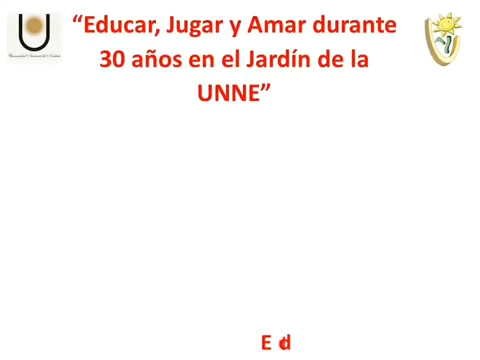 “Educar, Jugar y Amar durante
30 años en el Jardín de la
UNNE”